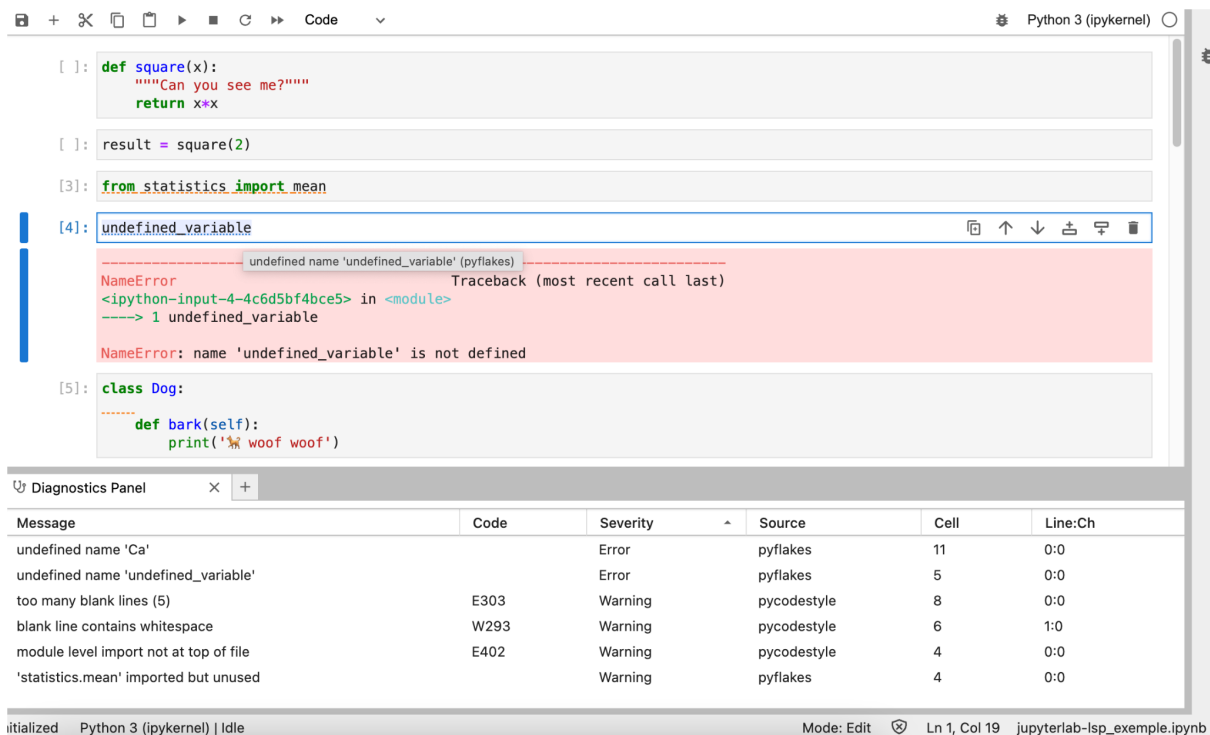 Code
Python 3 (ipykernel)
[ ]: def square(x):
"""Can you see me?"""
return x*x
[ ]: result = square(2)
[3]: from statistics import mean
[4]: undefined_variable
undefined name 'undefined_variable' (pyflakes)
NameError Traceback (most recent call last)
<ipython-input-4-4c6d5bf4bce5> in <module>
----> 1 undefined_variable
NameError: name 'undefined_variable' is not defined
[5]: class Dog:
def bark(self):
print('🐕 woof woof')
Diagnostics Panel
Message Code Severity Source Cell Line:Ch
undefined name 'Ca' Error pyflakes 11 0:0
undefined name 'undefined_variable' Error pyflakes 5 0:0
too many blank lines (5) E303 Warning pycodestyle 8 0:0
blank line contains whitespace W293 Warning pycodestyle 6 1:0
module level import not at top of file E402 Warning pycodestyle 4 0:0
'statistics.mean' imported but unused Warning pyflakes 4 0:0
itialized Python 3 (ipykernel) | Idle Mode: Edit Ln 1, Col 19 jupyterlab-lsp_exemple.ipynb